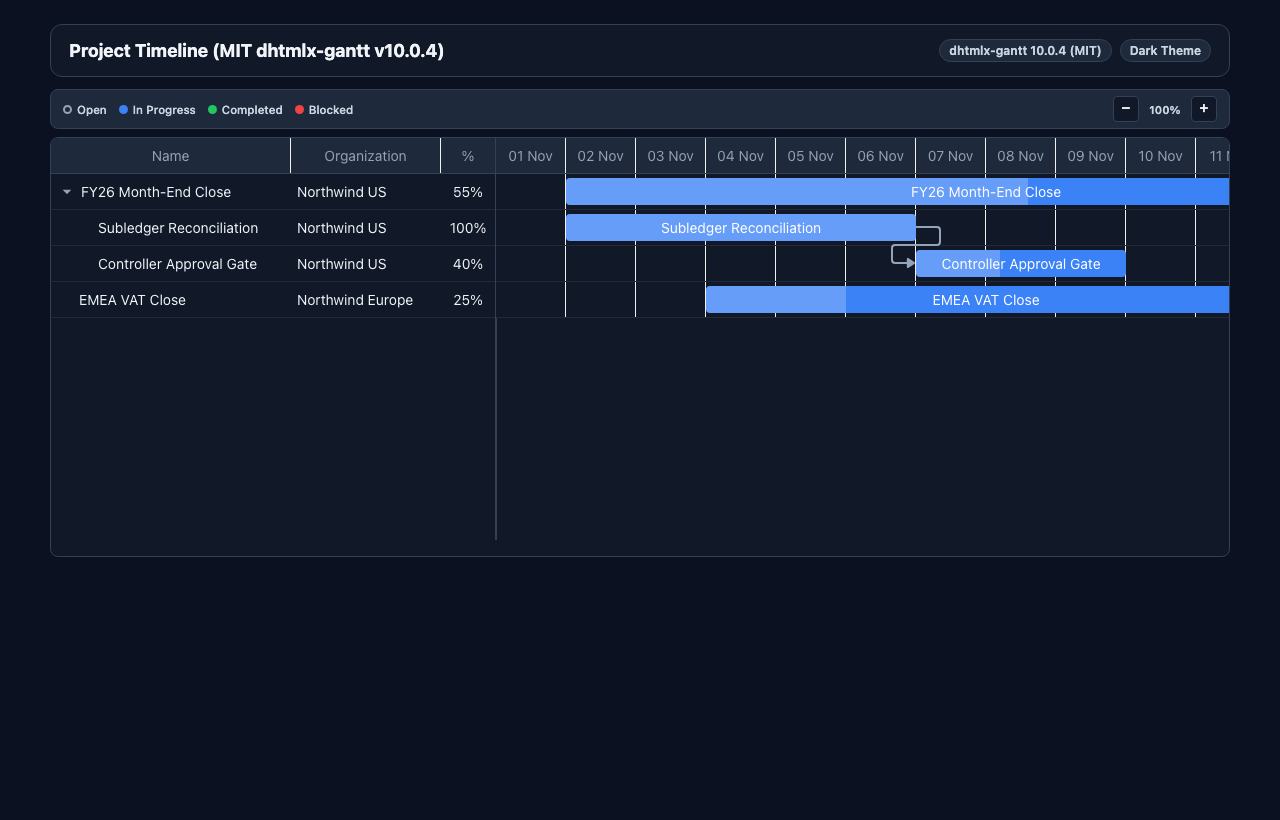 Project Timeline (MIT dhtmlx-gantt v10.0.4)
dhtmlx-gantt 10.0.4 (MIT)
Dark Theme
Open In Progress Completed Blocked
− 100% +
Name Organization % 01 Nov 02 Nov 03 Nov 04 Nov 05 Nov 06 Nov 07 Nov 08 Nov 09 Nov 10 Nov 11
FY26 Month-End Close Northwind US 55% FY26 Month-End Close
Subledger Reconciliation Northwind US 100% Subledger Reconciliation
Controller Approval Gate Northwind US 40% Controller Approval Gate
EMEA VAT Close Northwind Europe 25% EMEA VAT Close